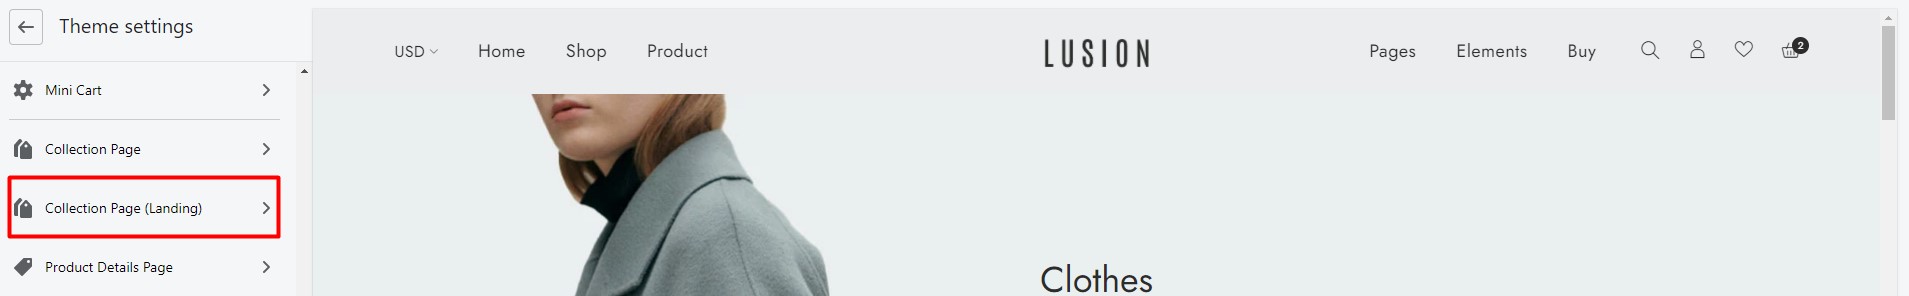 Theme settings
Mini Cart
Collection Page
Collection Page (Landing)
Product Details Page
USD Home Shop Product LUSION Pages Elements Buy 2
Clothes